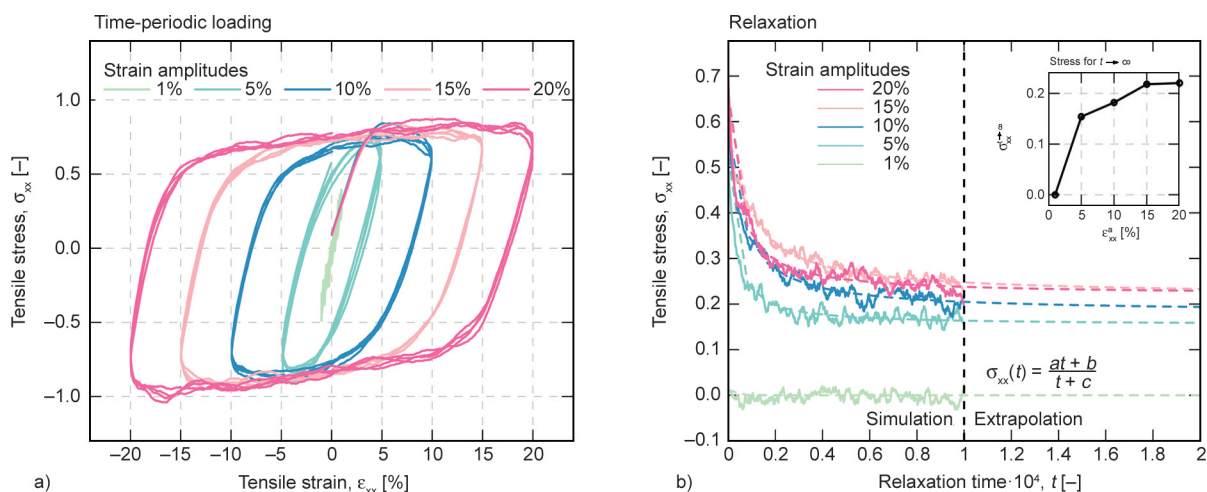 Time-periodic loading
Strain amplitudes
1% 5% 10% 15% 20%
Tensile stress, σxx [–]
1.0
0.5
0.0
–0.5
–1.0
–20 –15 –10 –5 0 5 10 15 20
Tensile strain, εxx [%]
a)
Relaxation
Strain amplitudes
20%
15%
10%
5%
1%
Tensile stress, σxx [–]
0.7
0.6
0.5
0.4
0.3
0.2
0.1
0.0
–0.1
Stress for t → ∞
σxx t→∞
0.2
0.1
0.0
0 5 10 15 20
εᵃxx [%]
σxx(t) = (at + b)/(t + c)
Simulation Extrapolation
0 0.2 0.4 0.6 0.8 1 1.2 1.4 1.6 1.8 2
Relaxation time·10⁴, t [–]
b)